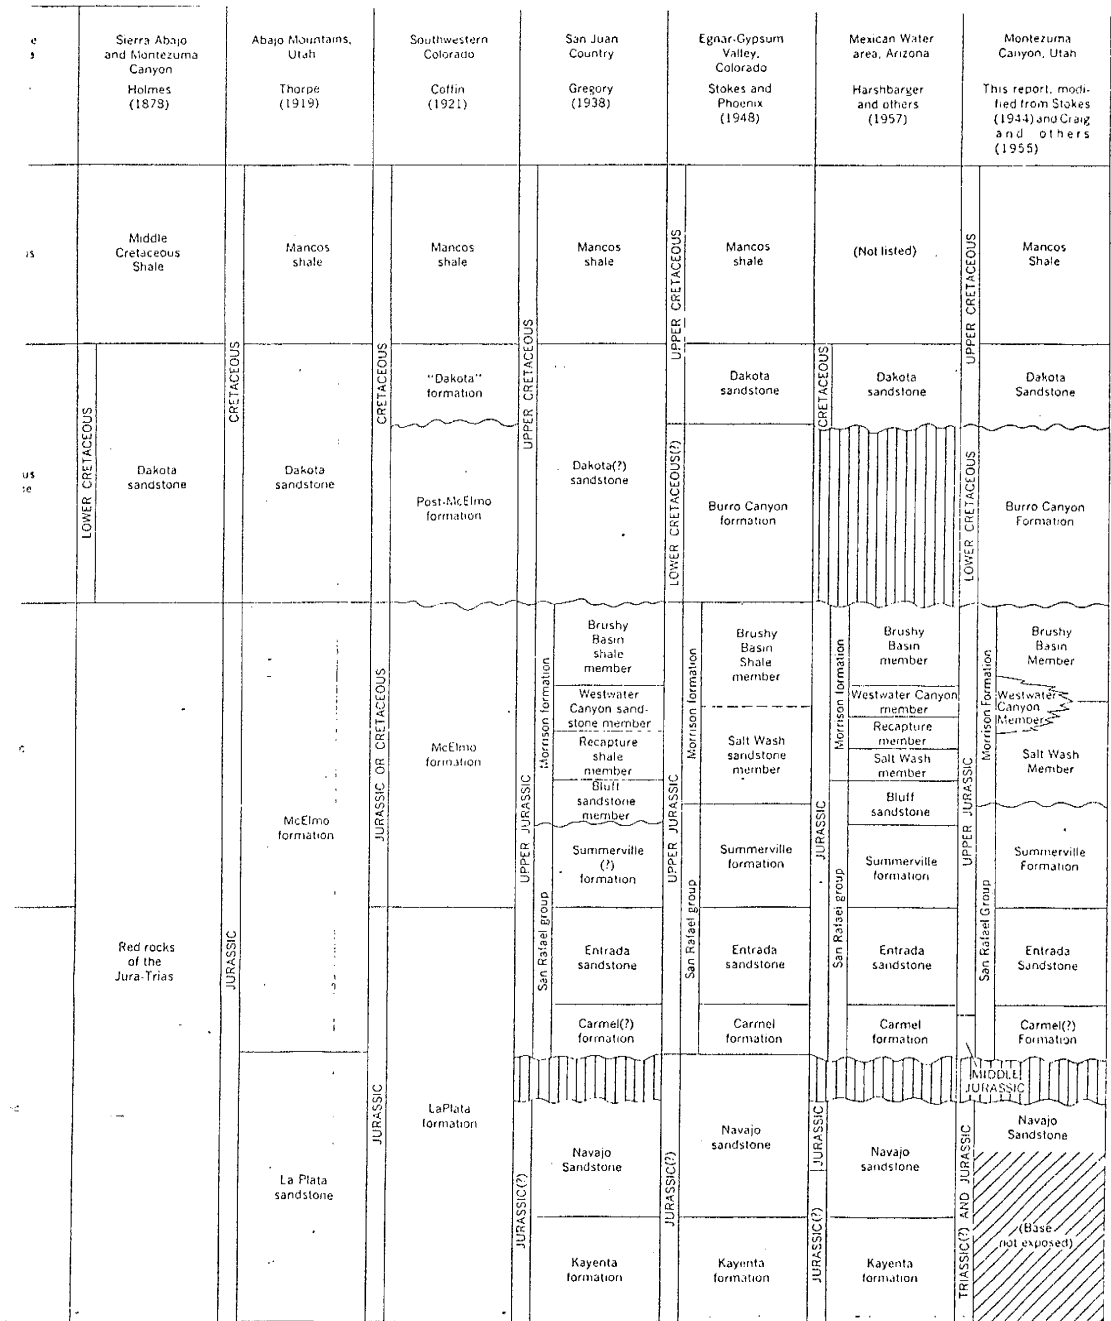 Sierra Abajo
and Montezuma
Canyon
Holmes
(1878)
Abajo Mountains,
Utah
Thorpe
(1919)
Southwestern
Colorado
Coffin
(1921)
San Juan
Country
Gregory
(1938)
Egnar-Gypsum
Valley,
Colorado
Stokes and
Phoenix
(1948)
Mexican Water
area, Arizona
Harshbarger
and others
(1957)
Montezuma
Canyon, Utah
This report, modi-
fied from Stokes
(1944) and Craig
and others
(1955)
Middle
Cretaceous
Shale
LOWER CRETACEOUS
Dakota
sandstone
Red rocks
of the
Jura-Trias
CRETACEOUS
JURASSIC
Mancos
shale
Dakota
sandstone
McElmo
formation
La Plata
sandstone
CRETACEOUS
JURASSIC OR CRETACEOUS
JURASSIC
Mancos
shale
"Dakota"
formation
Post-McElmo
formation
McElmo
formation
LaPlata
formation
UPPER CRETACEOUS
UPPER JURASSIC
JURASSIC(?)
Morrison formation
San Rafael group
Mancos
shale
Dakota(?)
sandstone
Brushy
Basin
shale
member
Westwater
Canyon sand-
stone member
Recapture
shale
member
Bluff
sandstone
member
Summerville
(?)
formation
Entrada
sandstone
Carmel(?)
formation
Navajo
Sandstone
Kayenta
formation
UPPER CRETACEOUS
LOWER CRETACEOUS(?)
UPPER JURASSIC
JURASSIC(?)
Morrison formation
San Rafael group
Mancos
shale
Dakota
sandstone
Burro Canyon
formation
Brushy
Basin
Shale
member
Salt Wash
sandstone
member
Summerville
formation
Entrada
sandstone
Carmel
formation
Navajo
sandstone
Kayenta
formation
CRETACEOUS
JURASSIC
JURASSIC
JURASSIC(?)
Morrison formation
San Rafael group
(Not listed)
Dakota
sandstone
Brushy
Basin
member
Westwater Canyon
member
Recapture
member
Salt Wash
member
Bluff
sandstone
Summerville
formation
Entrada
sandstone
Carmel
formation
Navajo
sandstone
Kayenta
formation
UPPER CRETACEOUS
LOWER CRETACEOUS
UPPER JURASSIC
MIDDLE
JURASSIC
TRIASSIC(?) AND JURASSIC
Morrison Formation
San Rafael Group
Mancos
Shale
Dakota
Sandstone
Burro Canyon
Formation
Brushy
Basin
Member
Westwater
Canyon
Member
Salt Wash
Member
Summerville
Formation
Entrada
Sandstone
Carmel(?)
Formation
Navajo
Sandstone
(Base
not exposed)